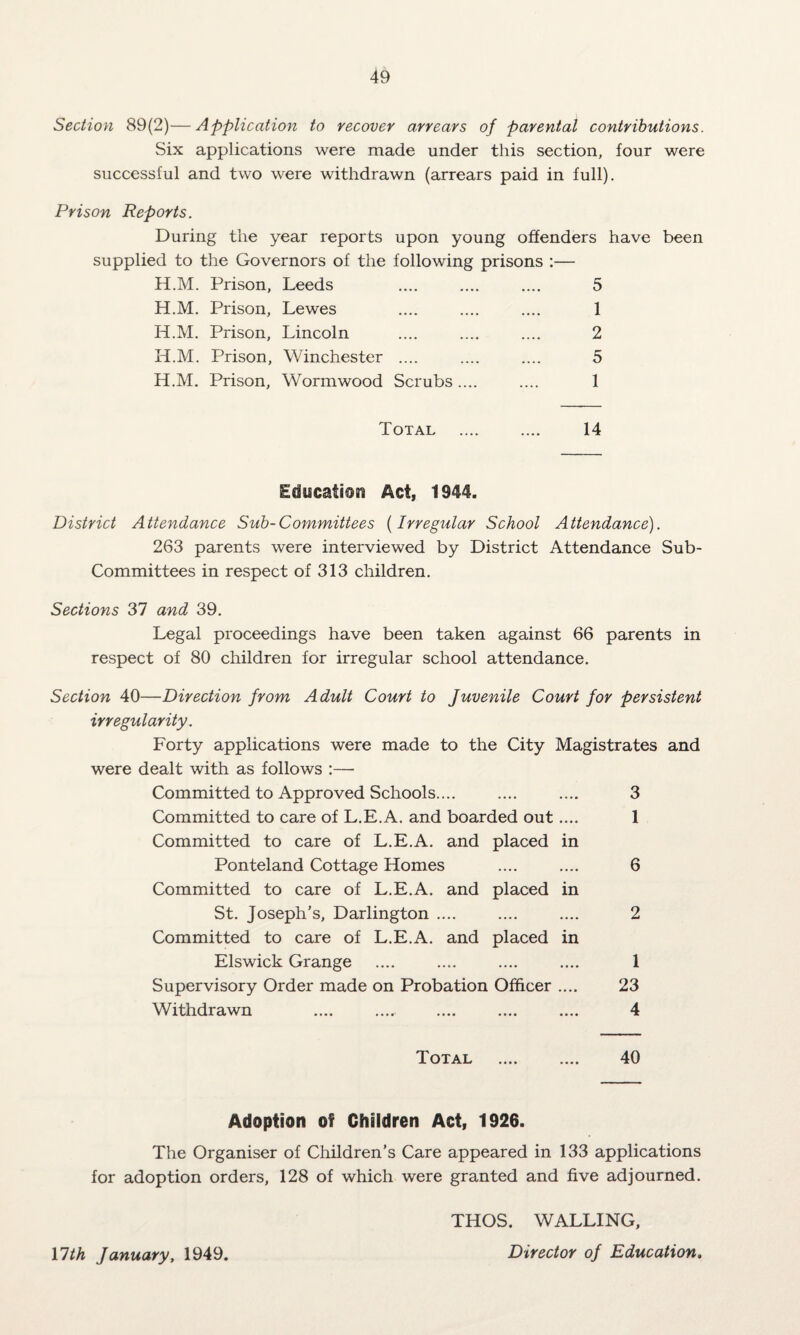 49
Section 89(2)—Application to recover arrears of parental contributions.
Six applications were made under this section, four were
successful and two were withdrawn (arrears paid in full).
Prison Reports.
During the year reports upon young offenders have been
supplied to the Governors of the following prisons :—
H.M. Prison, Leeds .... .... .... 5
H.M. Prison, Lewes .... .... .... 1
H.M. Prison, Lincoln .... .... .... 2
H.M. Prison, Winchester .... .... .... 5
H.M. Prison, Wormwood Scrubs .... .... 1
Total .... .... 14
Education Act, 1944.
District Attendance Sub-Committees (Irregular School Attendance).
263 parents were interviewed by District Attendance Sub-
Committees in respect of 313 children.
Sections 37 and 39.
Legal proceedings have been taken against 66 parents in
respect of 80 children for irregular school attendance.
Section 40—Direction from Adult Court to Juvenile Court for persistent
irregularity.
Forty applications were made to the City Magistrates and
were dealt with as follows :—
Committed to Approved Schools.... .... .... 3
Committed to care of L.E.A. and boarded out .... 1
Committed to care of L.E.A. and placed in
Ponteland Cottage Homes .... .... 6
Committed to care of L.E.A. and placed in
St. Joseph's, Darlington .... .... .... 2
Committed to care of L.E.A. and placed in
Elswick Grange .... .... .... .... 1
Supervisory Order made on Probation Officer .... 23
Withdrawn .... .... .... .... .... 4
Total .... .... 40
Adoption of Children Act, 1926.
The Organiser of Children's Care appeared in 133 applications
for adoption orders, 128 of which were granted and five adjourned.
THOS. WALLING,
17th January, 1949. Director of Education.